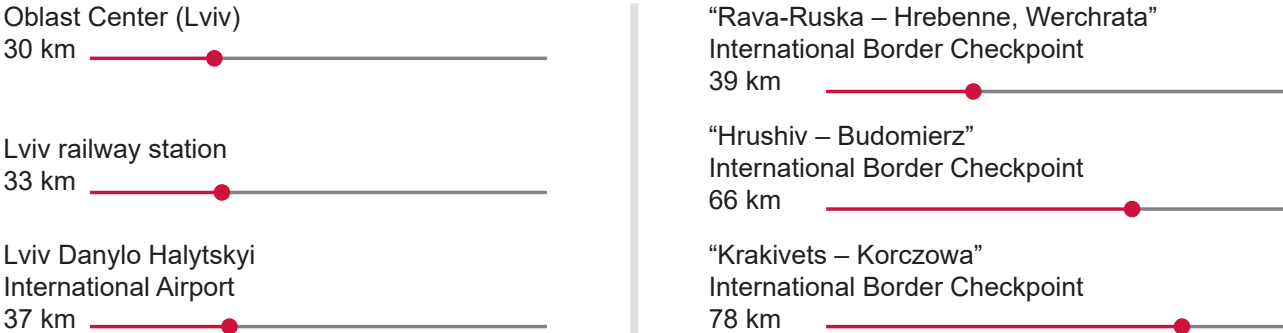 Oblast Center (Lviv)
30 km
Lviv railway station
33 km
Lviv Danylo Halytskyi
International Airport
37 km
“Rava-Ruska – Hrebenne, Werchrata”
International Border Checkpoint
39 km
“Hrushiv – Budomierz”
International Border Checkpoint
66 km
“Krakivets – Korczowa”
International Border Checkpoint
78 km